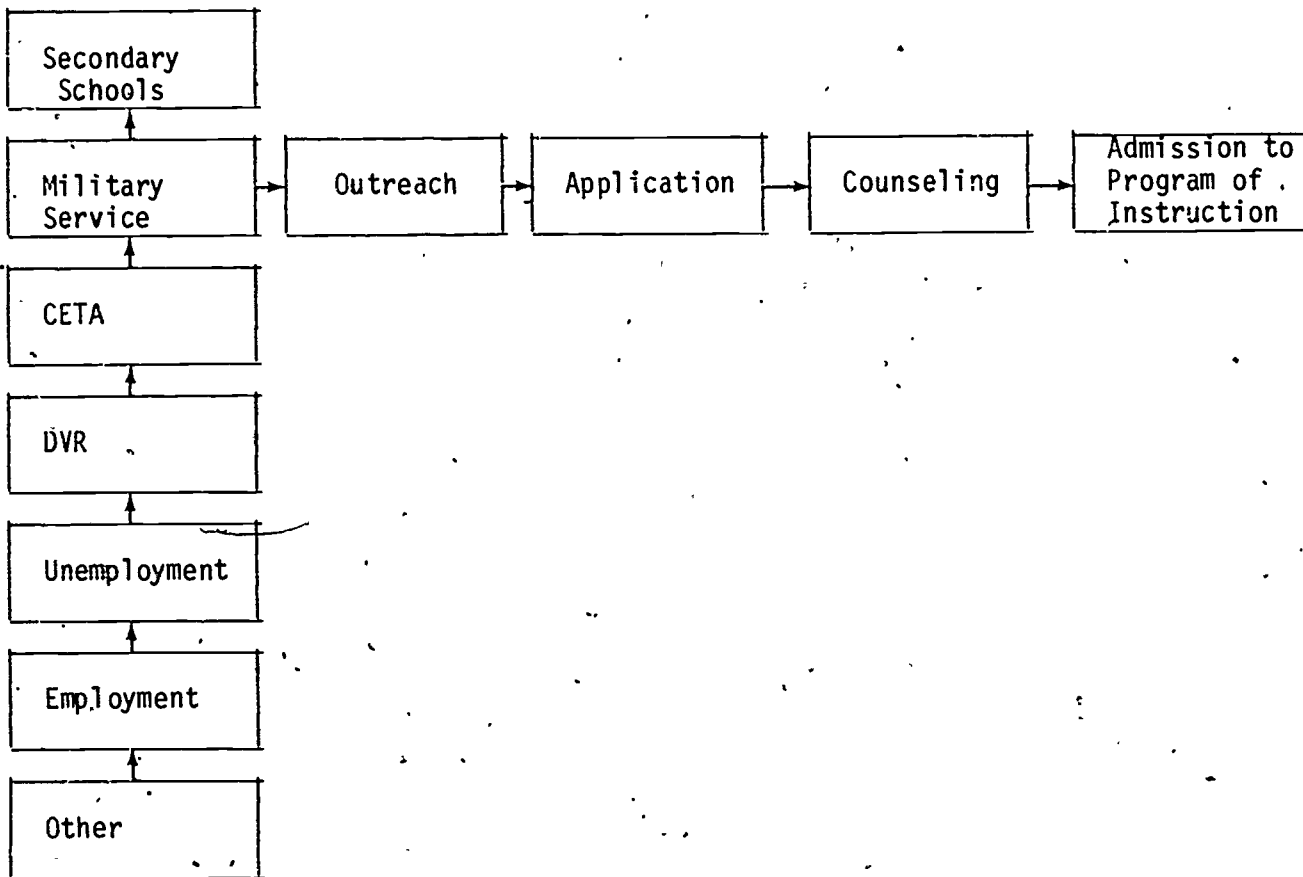 Secondary
Schools
Military
Service
Outreach
Application
Counseling
Admission to
Program of
Instruction
CETA
DVR
Unemployment
Employment
Other